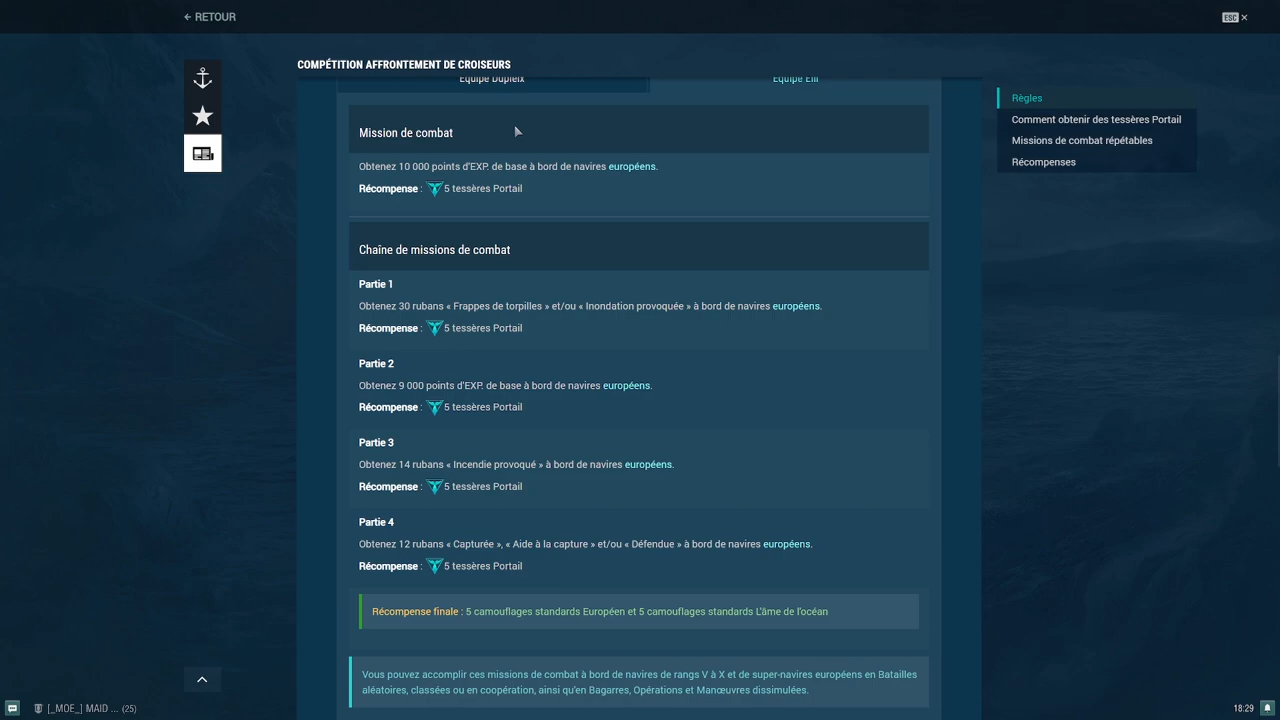 RETOUR
ESC
COMPÉTITION AFFRONTEMENT DE CROISEURS
Équipe Dupleix
Équipe Elli
Règles
Comment obtenir des tessères Portail
Missions de combat répétables
Récompenses
Mission de combat
Obtenez 10 000 points d'EXP. de base à bord de navires européens.
Récompense : 5 tessères Portail
Chaîne de missions de combat
Partie 1
Obtenez 30 rubans « Frappes de torpilles » et/ou « Inondation provoquée » à bord de navires européens.
Récompense : 5 tessères Portail
Partie 2
Obtenez 9 000 points d'EXP. de base à bord de navires européens.
Récompense : 5 tessères Portail
Partie 3
Obtenez 14 rubans « Incendie provoqué » à bord de navires européens.
Récompense : 5 tessères Portail
Partie 4
Obtenez 12 rubans « Capturée », « Aide à la capture » et/ou « Défendue » à bord de navires européens.
Récompense : 5 tessères Portail
Récompense finale : 5 camouflages standards Européen et 5 camouflages standards L'âme de l'océan
Vous pouvez accomplir ces missions de combat à bord de navires de rangs V à X et de super-navires européens en Batailles
aléatoires, classées ou en coopération, ainsi qu'en Bagarres, Opérations et Manœuvres dissimulées.
[_MOE_] MAID ... (25)
18:29